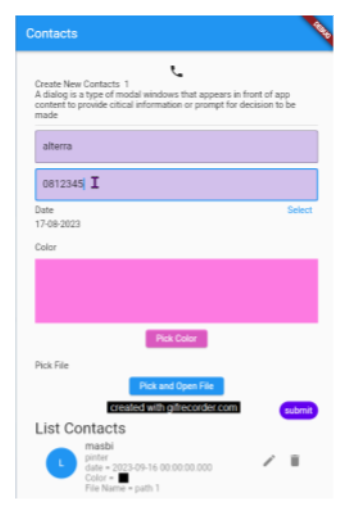 Contacts
DEBUG
Create New Contacts 1
A dialog is a type of modal windows that appears in front of app
content to provide citical information or prompt for decision to be
made
alterra
0812345
Date
Select
17-08-2023
Color
Pick Color
Pick File
Pick and Open File
created with gifrecorder.com
submit
List Contacts
L
masbi
pinter
date = 2023-09-16 00:00:00.000
Color =
File Name = path 1